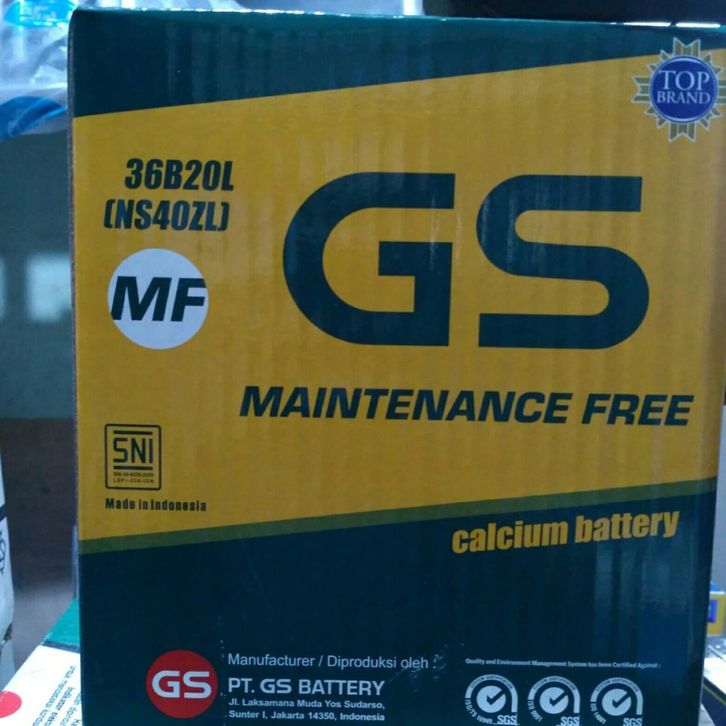 TOP
BRAND
36B20L
(NS40ZL)
GS
MF
MAINTENANCE FREE
SNI
Made in Indonesia
calcium battery
GS
Manufacturer / Diproduksi oleh :
PT. GS BATTERY
Jl. Laksamana Muda Yos Sudarso,
Sunter I, Jakarta 14350, Indonesia
Quality and Environment Management System has been Certified Against :
SGS
SGS
SGS